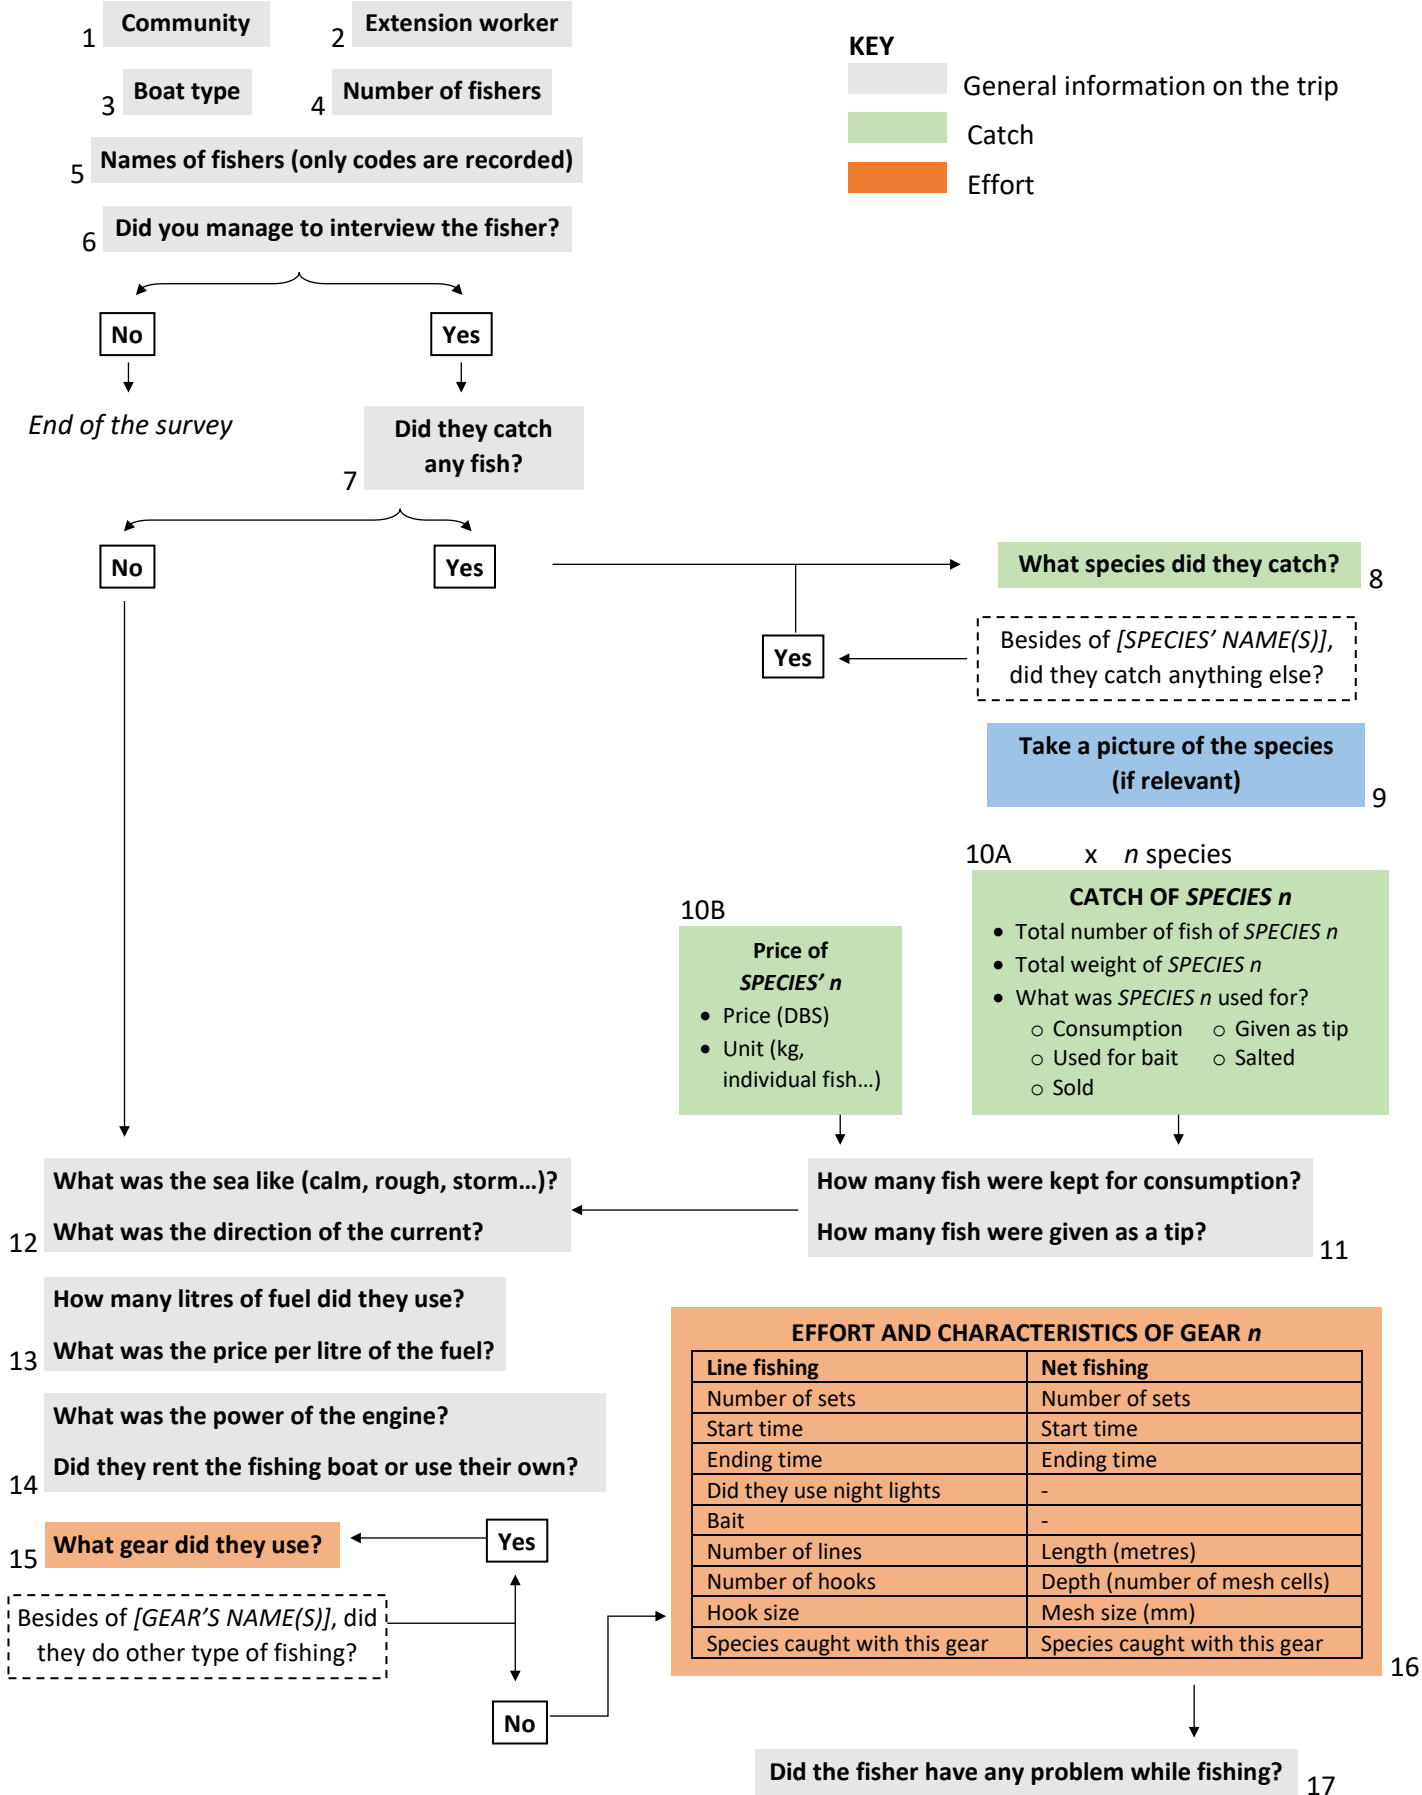 1 Community
2 Extension worker
KEY
3 Boat type
4 Number of fishers
General information on the trip
Catch
Effort
5 Names of fishers (only codes are recorded)
6 Did you manage to interview the fisher?
No
Yes
End of the survey
Did they catch
any fish?
7
No
Yes
What species did they catch?
8
Yes
Besides of [SPECIES' NAME(S)],
did they catch anything else?
Take a picture of the species
(if relevant)
9
10A x n species
CATCH OF SPECIES n
• Total number of fish of SPECIES n
• Total weight of SPECIES n
• What was SPECIES n used for?
o Consumption o Given as tip
o Used for bait o Salted
o Sold
10B
Price of
SPECIES' n
• Price (DBS)
• Unit (kg,
individual fish…)
How many fish were kept for consumption?
How many fish were given as a tip?
11
What was the sea like (calm, rough, storm…)?
What was the direction of the current?
12
How many litres of fuel did they use?
What was the price per litre of the fuel?
13
What was the power of the engine?
Did they rent the fishing boat or use their own?
14
15 What gear did they use?
Yes
Besides of [GEAR'S NAME(S)], did
they do other type of fishing?
No
EFFORT AND CHARACTERISTICS OF GEAR n
Line fishing Net fishing
Number of sets Number of sets
Start time Start time
Ending time Ending time
Did they use night lights -
Bait -
Number of lines Length (metres)
Number of hooks Depth (number of mesh cells)
Hook size Mesh size (mm)
Species caught with this gear Species caught with this gear
16
Did the fisher have any problem while fishing?
17